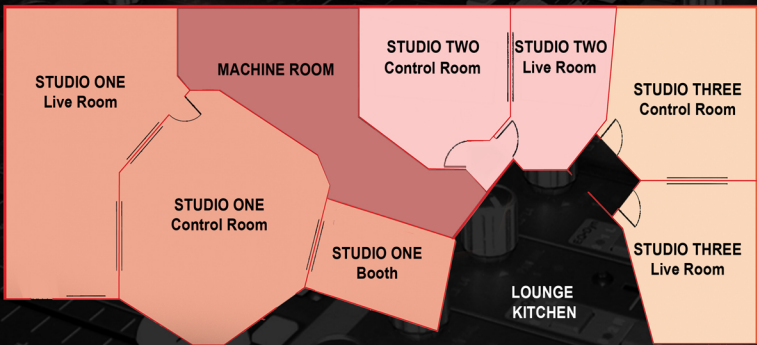 STUDIO ONE
Live Room
MACHINE ROOM
STUDIO TWO
Control Room
STUDIO TWO
Live Room
STUDIO THREE
Control Room
STUDIO ONE
Control Room
STUDIO ONE
Booth
STUDIO THREE
Live Room
LOUNGE
KITCHEN